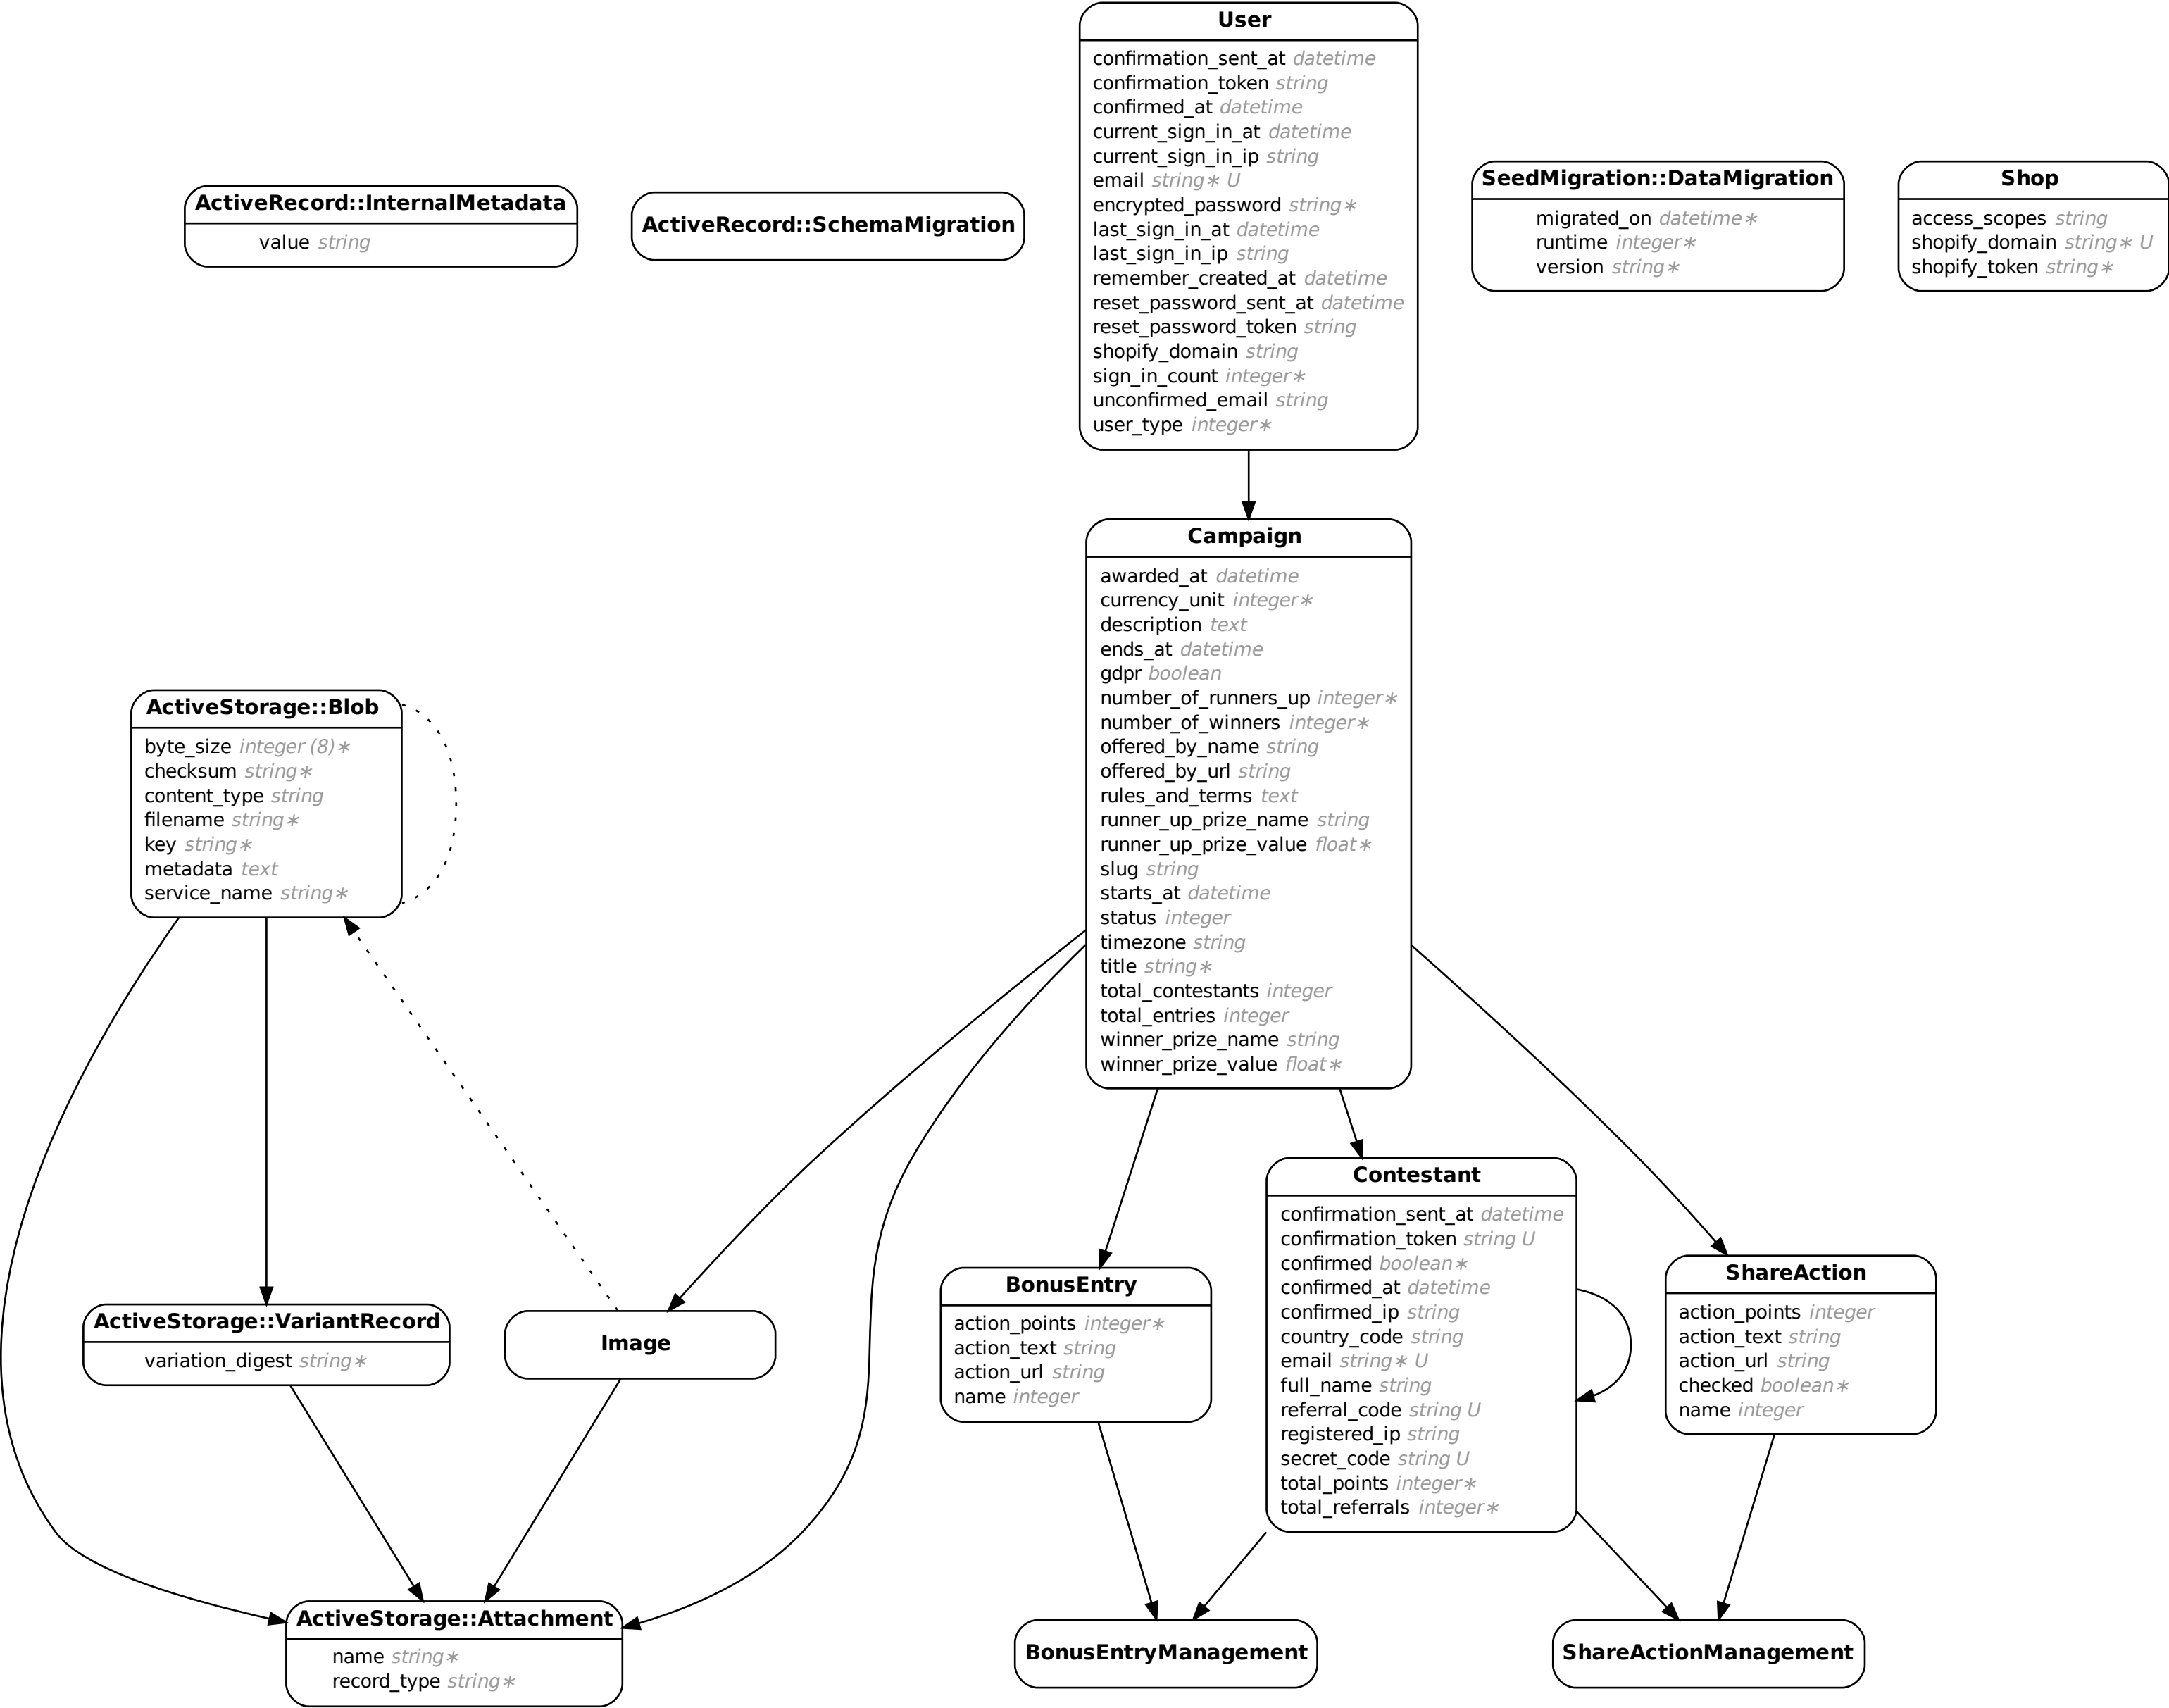 User
confirmation_sent_at datetime
confirmation_token string
confirmed_at datetime
current_sign_in_at datetime
current_sign_in_ip string
email string∗ U
encrypted_password string∗
last_sign_in_at datetime
last_sign_in_ip string
remember_created_at datetime
reset_password_sent_at datetime
reset_password_token string
shopify_domain string
sign_in_count integer∗
unconfirmed_email string
user_type integer∗
ActiveRecord::InternalMetadata
value string
ActiveRecord::SchemaMigration
SeedMigration::DataMigration
migrated_on datetime∗
runtime integer∗
version string∗
Shop
access_scopes string
shopify_domain string∗ U
shopify_token string∗
Campaign
awarded_at datetime
currency_unit integer∗
description text
ends_at datetime
gdpr boolean
number_of_runners_up integer∗
number_of_winners integer∗
offered_by_name string
offered_by_url string
rules_and_terms text
runner_up_prize_name string
runner_up_prize_value float∗
slug string
starts_at datetime
status integer
timezone string
title string∗
total_contestants integer
total_entries integer
winner_prize_name string
winner_prize_value float∗
ActiveStorage::Blob
byte_size integer (8)∗
checksum string∗
content_type string
filename string∗
key string∗
metadata text
service_name string∗
ActiveStorage::VariantRecord
variation_digest string∗
Image
BonusEntry
action_points integer∗
action_text string
action_url string
name integer
Contestant
confirmation_sent_at datetime
confirmation_token string U
confirmed boolean∗
confirmed_at datetime
confirmed_ip string
country_code string
email string∗ U
full_name string
referral_code string U
registered_ip string
secret_code string U
total_points integer∗
total_referrals integer∗
ShareAction
action_points integer
action_text string
action_url string
checked boolean∗
name integer
ActiveStorage::Attachment
name string∗
record_type string∗
BonusEntryManagement
ShareActionManagement